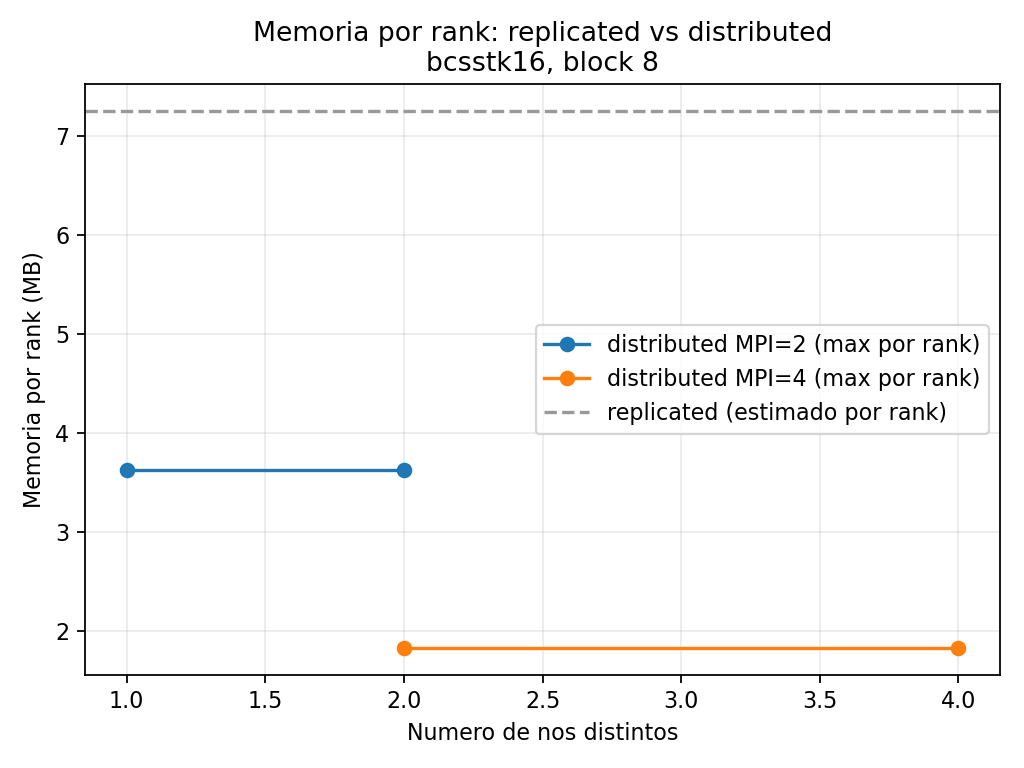 Memoria por rank: replicated vs distributed
bcsstk16, block 8
Memoria por rank (MB)
7
6
5
4
3
2
distributed MPI=2 (max por rank)
distributed MPI=4 (max por rank)
replicated (estimado por rank)
1.0 1.5 2.0 2.5 3.0 3.5 4.0
Numero de nos distintos